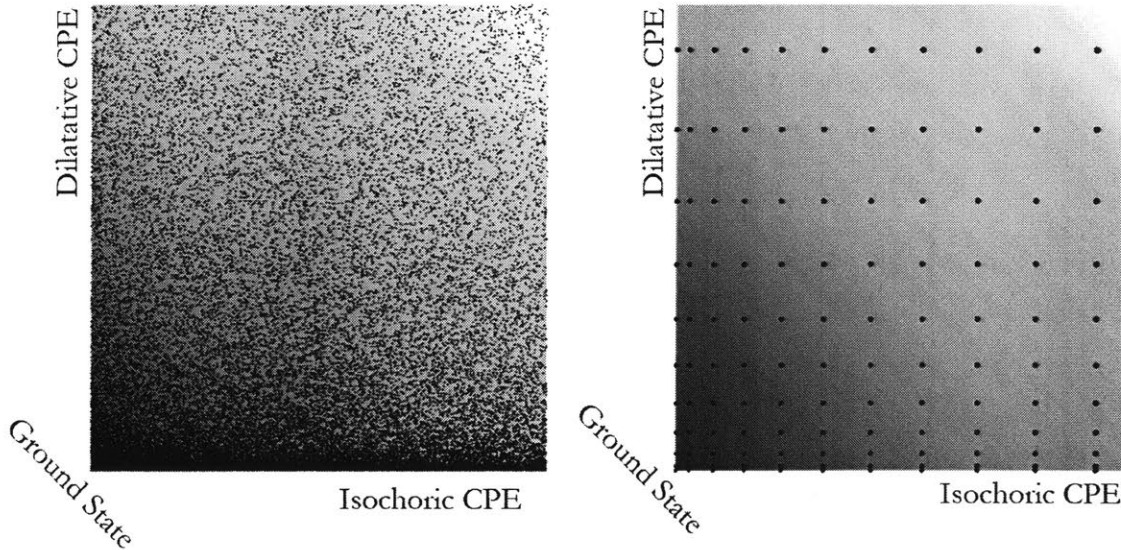 Dilatative CPE
Ground State
Isochoric CPE
Dilatative CPE
Ground State
Isochoric CPE